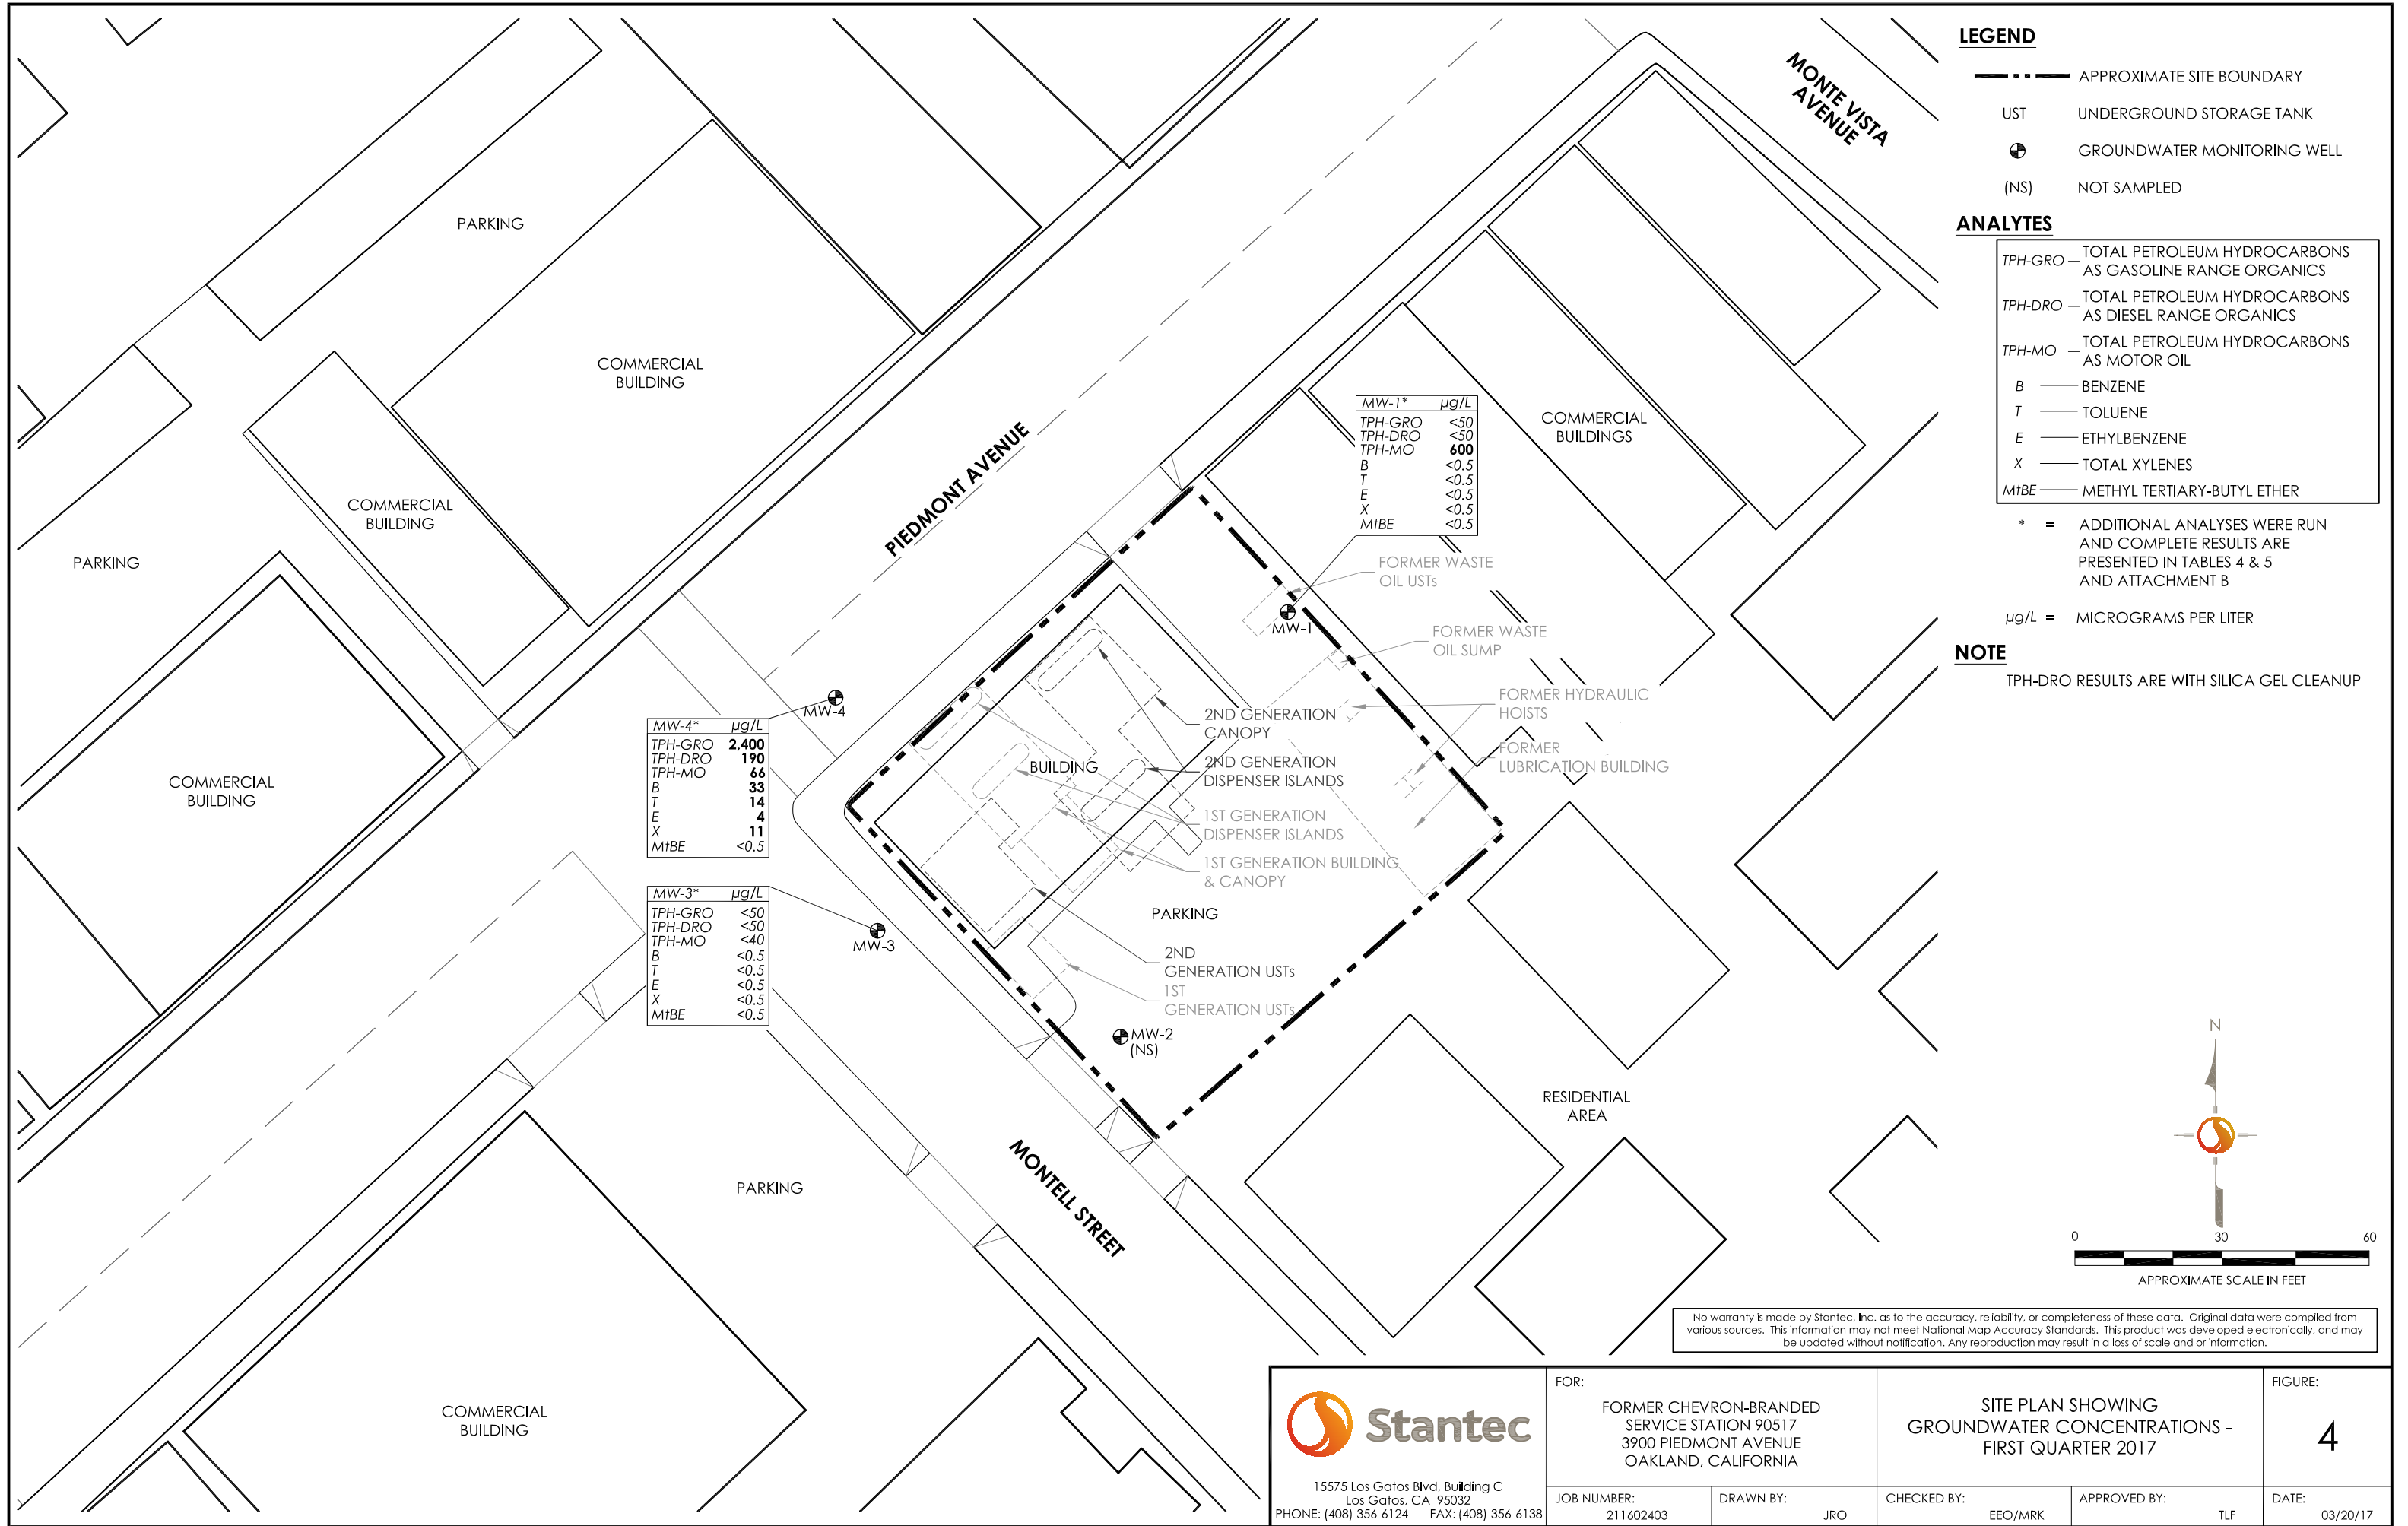 LEGEND
APPROXIMATE SITE BOUNDARY
UST UNDERGROUND STORAGE TANK
GROUNDWATER MONITORING WELL
(NS) NOT SAMPLED
ANALYTES
TPH-GRO — TOTAL PETROLEUM HYDROCARBONS
AS GASOLINE RANGE ORGANICS
TPH-DRO — TOTAL PETROLEUM HYDROCARBONS
AS DIESEL RANGE ORGANICS
TPH-MO — TOTAL PETROLEUM HYDROCARBONS
AS MOTOR OIL
B — BENZENE
T — TOLUENE
E — ETHYLBENZENE
X — TOTAL XYLENES
MtBE — METHYL TERTIARY-BUTYL ETHER
* = ADDITIONAL ANALYSES WERE RUN
AND COMPLETE RESULTS ARE
PRESENTED IN TABLES 4 & 5
AND ATTACHMENT B
µg/L = MICROGRAMS PER LITER
NOTE
TPH-DRO RESULTS ARE WITH SILICA GEL CLEANUP
MONTE VISTA
AVENUE
PARKING
COMMERCIAL
BUILDING
COMMERCIAL
BUILDING
PARKING
COMMERCIAL
BUILDING
PIEDMONT AVENUE
COMMERCIAL
BUILDINGS
MW-1* µg/L
TPH-GRO <50
TPH-DRO <50
TPH-MO 600
B <0.5
T <0.5
E <0.5
X <0.5
MtBE <0.5
FORMER WASTE
OIL USTs
MW-1
FORMER WASTE
OIL SUMP
FORMER HYDRAULIC
HOISTS
FORMER
LUBRICATION BUILDING
MW-4
MW-4* µg/L
TPH-GRO 2,400
TPH-DRO 190
TPH-MO 66
B 33
T 14
E 4
X 11
MtBE <0.5
MW-3* µg/L
TPH-GRO <50
TPH-DRO <50
TPH-MO <40
B <0.5
T <0.5
E <0.5
X <0.5
MtBE <0.5
MW-3
BUILDING
2ND GENERATION
CANOPY
2ND GENERATION
DISPENSER ISLANDS
1ST GENERATION
DISPENSER ISLANDS
1ST GENERATION BUILDING
& CANOPY
PARKING
2ND
GENERATION USTs
1ST
GENERATION USTs
MW-2
(NS)
RESIDENTIAL
AREA
MONTELL STREET
PARKING
COMMERCIAL
BUILDING
N
0 30 60
APPROXIMATE SCALE IN FEET
No warranty is made by Stantec, Inc. as to the accuracy, reliability, or completeness of these data. Original data were compiled from
various sources. This information may not meet National Map Accuracy Standards. This product was developed electronically, and may
be updated without notification. Any reproduction may result in a loss of scale and or information.
Stantec
15575 Los Gatos Blvd, Building C
Los Gatos, CA 95032
PHONE: (408) 356-6124 FAX: (408) 356-6138
FOR:
FORMER CHEVRON-BRANDED
SERVICE STATION 90517
3900 PIEDMONT AVENUE
OAKLAND, CALIFORNIA
SITE PLAN SHOWING
GROUNDWATER CONCENTRATIONS -
FIRST QUARTER 2017
FIGURE:
4
JOB NUMBER:
211602403
DRAWN BY:
JRO
CHECKED BY:
EEO/MRK
APPROVED BY:
TLF
DATE:
03/20/17